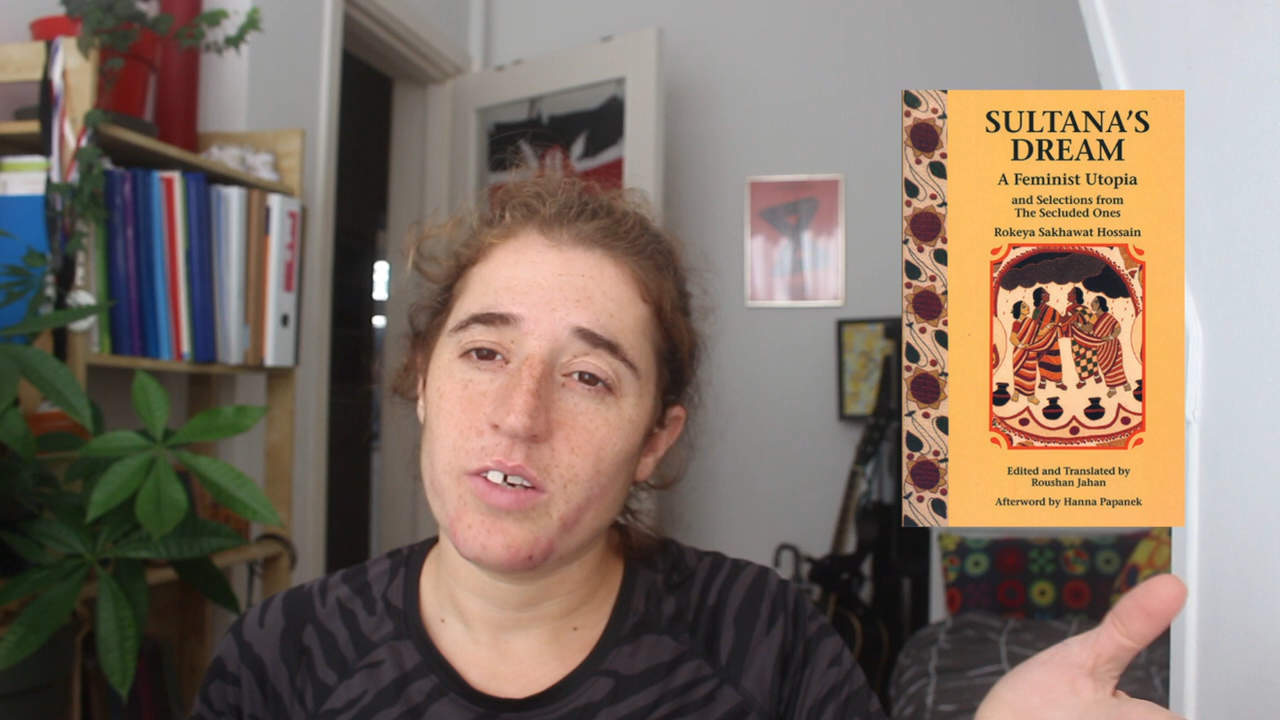 SULTANA'S
DREAM
A Feminist Utopia
and Selections from
The Secluded Ones
Rokeya Sakhawat Hossain
Edited and Translated by
Roushan Jahan
Afterword by Hanna Papanek